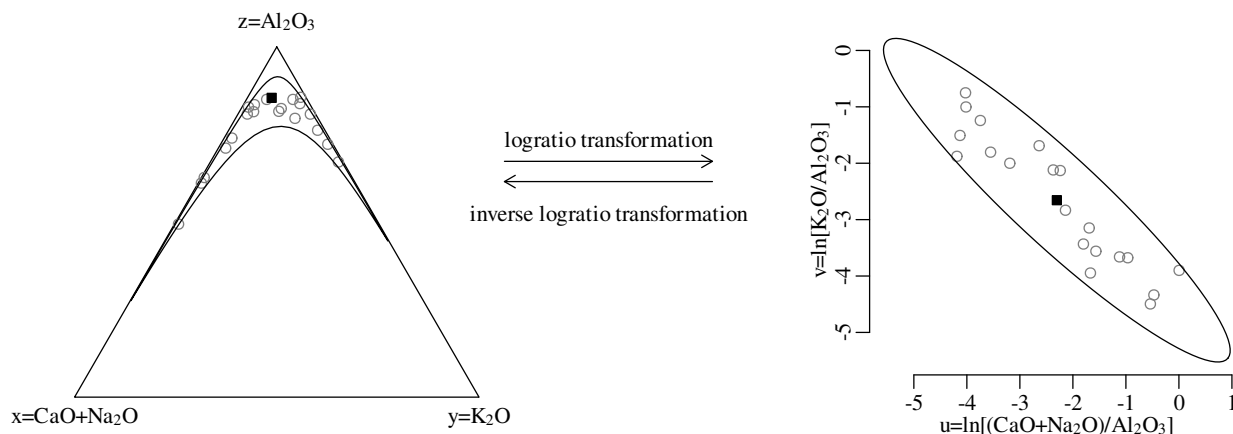 z=Al₂O₃
x=CaO+Na₂O
y=K₂O
logratio transformation
inverse logratio transformation
v=ln[K₂O/Al₂O₃]
0
-1
-2
-3
-4
-5
-5 -4 -3 -2 -1 0 1
u=ln[(CaO+Na₂O)/Al₂O₃]